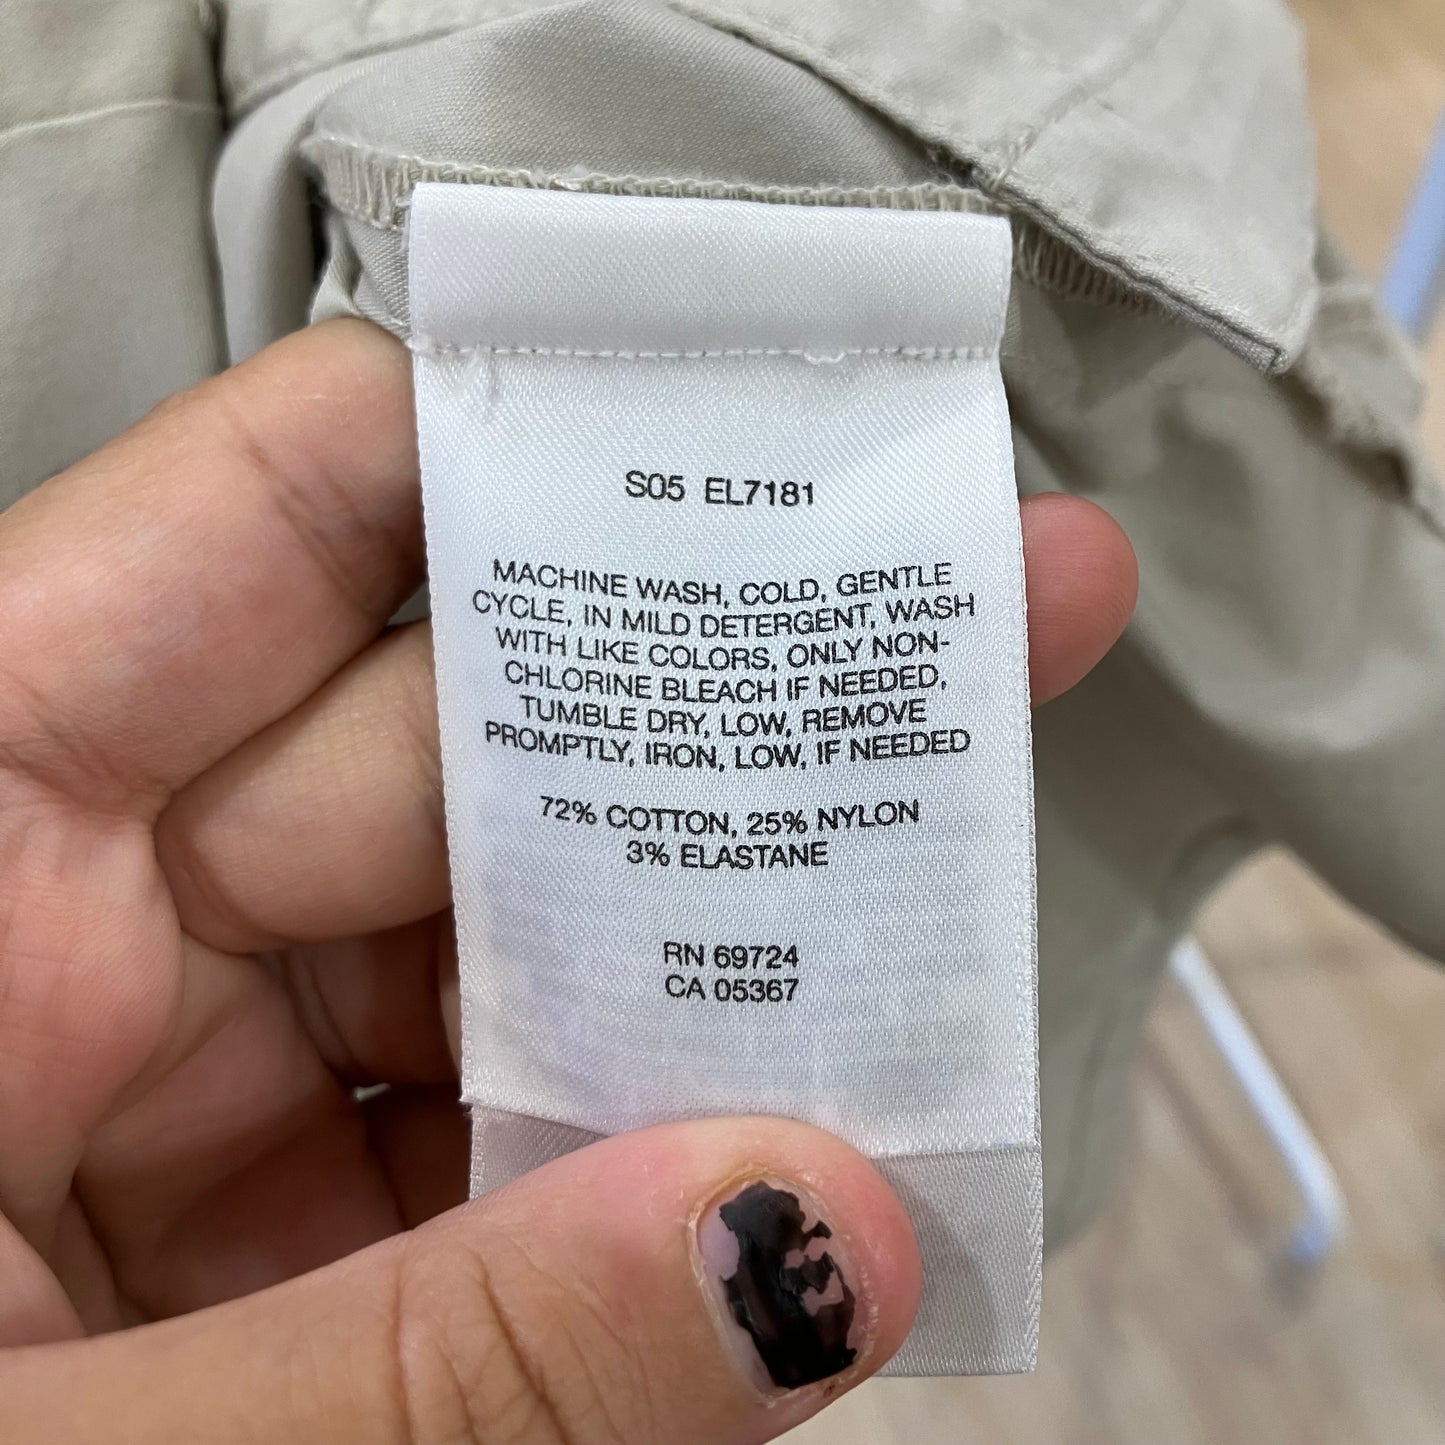 S05 EL7181
MACHINE WASH, COLD, GENTLE
CYCLE, IN MILD DETERGENT, WASH
WITH LIKE COLORS, ONLY NON-
CHLORINE BLEACH IF NEEDED,
TUMBLE DRY, LOW, REMOVE
PROMPTLY, IRON, LOW, IF NEEDED
72% COTTON, 25% NYLON
3% ELASTANE
RN 69724
CA 05367